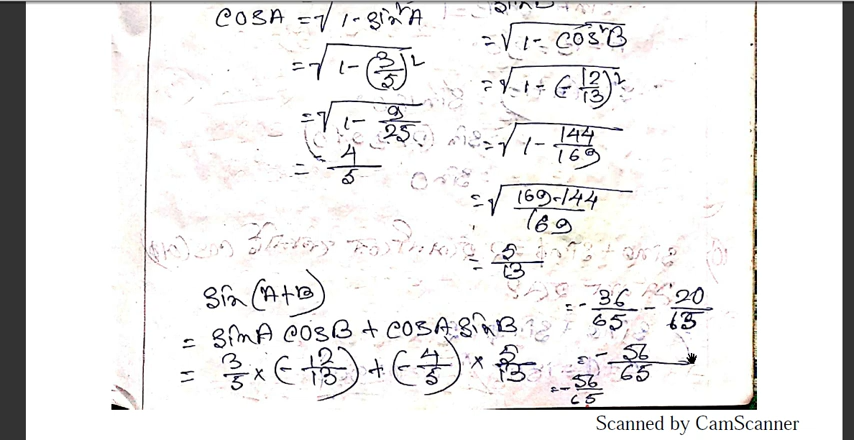 cosA = √1-sin²A
= √1-(3/5)²
= √1-9/25
= -4/5
= √1-cos²B
= √1-(-12/13)²
= √1-144/169
= √169-144/169
= 5/13
sin(A+B)
= sinA cosB + cosA sinB
= 3/5 × (-12/13) + (-4/5) × 5/13
= -36/65 - 20/65
= -56/65
= -56/65
Scanned by CamScanner